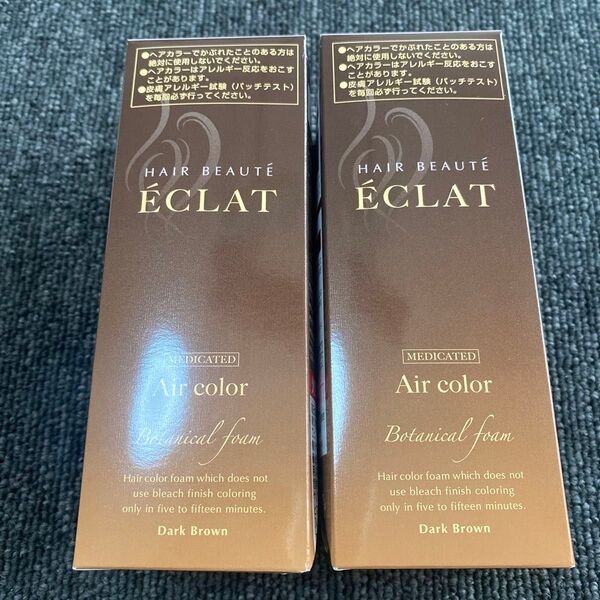 ●ヘアカラーでかぶれたことのある方は
絶対に使用しないでください。
●ヘアカラーはアレルギー反応をおこす
ことがあります。
●皮膚アレルギー試験（パッチテスト）
を毎回必ず行ってください。
HAIR BEAUTÉ
ÉCLAT
MEDICATED
Air color
Botanical foam
Hair color foam which does not
use bleach finish coloring
only in five to fifteen minutes.
Dark Brown
●ヘアカラーでかぶれたことのある方は
絶対に使用しないでください。
●ヘアカラーはアレルギー反応をおこす
ことがあります。
●皮膚アレルギー試験（パッチテスト）
を毎回必ず行ってください。
HAIR BEAUTÉ
ÉCLAT
MEDICATED
Air color
Botanical foam
Hair color foam which does not
use bleach finish coloring
only in five to fifteen minutes.
Dark Brown